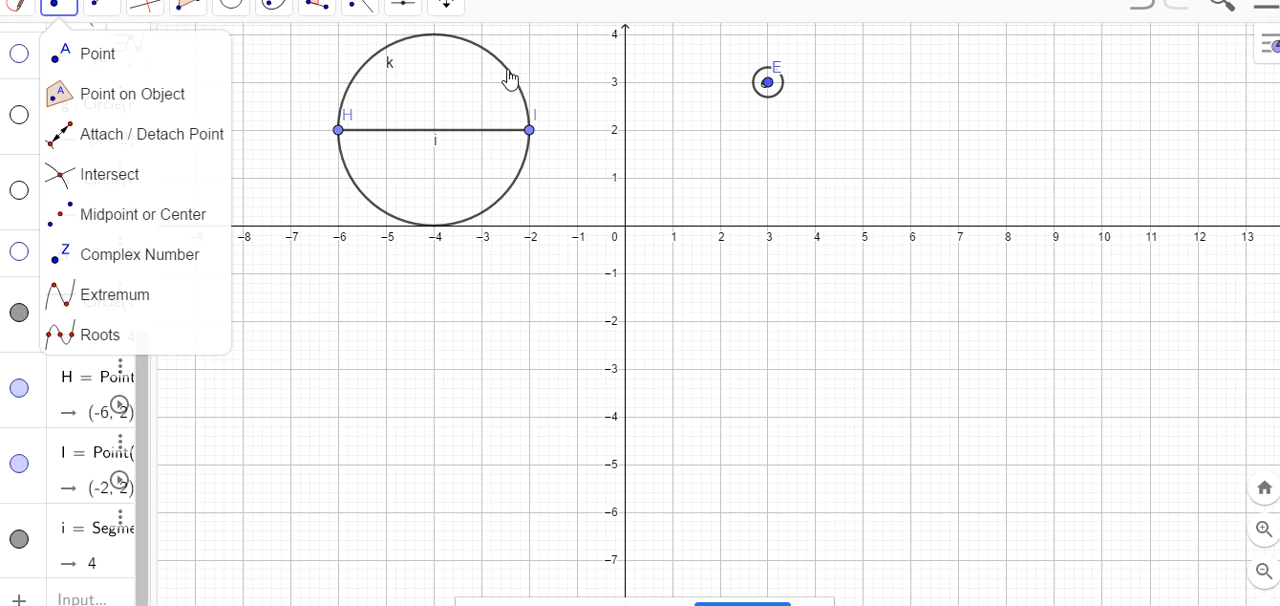 Point
Point on Object
Attach / Detach Point
Intersect
Midpoint or Center
Complex Number
Extremum
Roots
H = Point
→ (-6, 2)
I = Point(
→ (-2, 2)
i = Segme
→ 4
Input...
k
H
I
i
E
4
3
2
1
−8 −7 −6 −5 −4 −3 −2 −1 0 1 2 3 4 5 6 7 8 9 10 11 12 13
−1
−2
−3
−4
−5
−6
−7